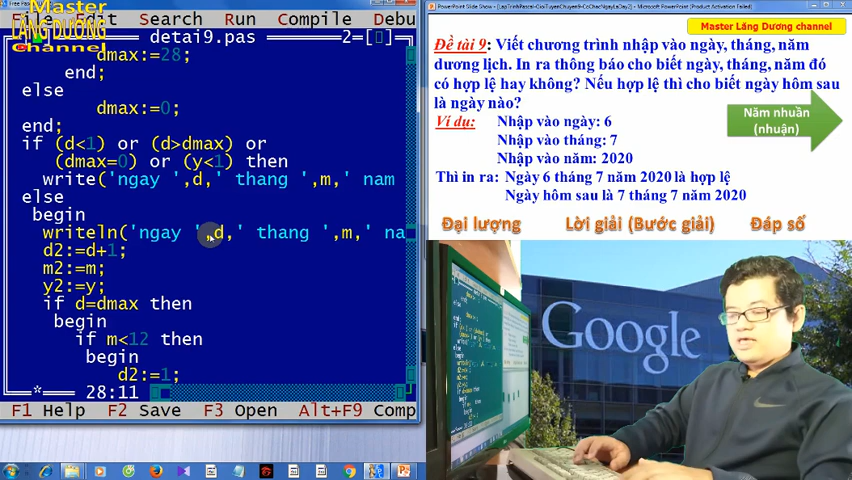 Master
LĂNG DƯƠNG
Channel
File Edit Search Run Compile Debu
detai9.pas 2=[ ]
dmax:=28;
end;
else
dmax:=0;
end;
if (d<1) or (d>dmax) or
(dmax=0) or (y<1) then
write('ngay ',d,' thang ',m,' nam
else
begin
writeln('ngay ',d,' thang ',m,' na
d2:=d+1;
m2:=m;
y2:=y;
if d=dmax then
begin
if m<12 then
begin
d2:=1;
28:11
F1 Help F2 Save F3 Open Alt+F9 Comp
Master Lăng Dương channel
Đề tài 9: Viết chương trình nhập vào ngày, tháng, năm
dương lịch. In ra thông báo cho biết ngày, tháng, năm đó
có hợp lệ hay không? Nếu hợp lệ thì cho biết ngày hôm sau
là ngày nào?
Ví dụ: Nhập vào ngày: 6
Nhập vào tháng: 7
Nhập vào năm: 2020
Thì in ra: Ngày 6 tháng 7 năm 2020 là hợp lệ
Ngày hôm sau là 7 tháng 7 năm 2020
Năm nhuần
(nhuận)
Đại lượng Lời giải (Bước giải) Đáp số
Google